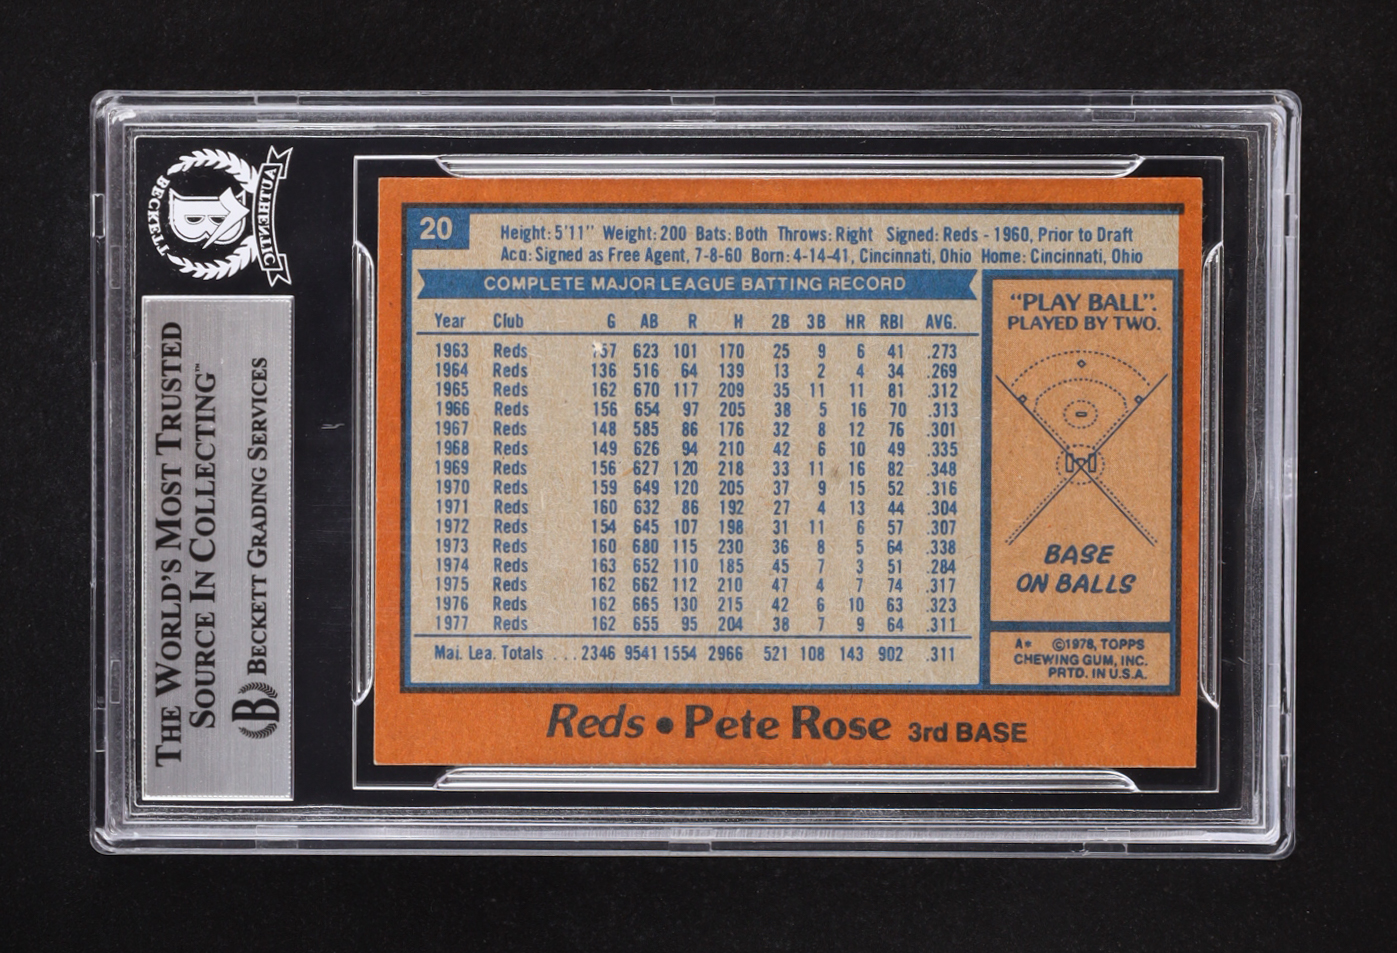 BECKETT
AUTHENTIC
B
THE WORLD'S MOST TRUSTED
SOURCE IN COLLECTING™
B BECKETT GRADING SERVICES
20
Height: 5'11" Weight: 200 Bats: Both Throws: Right Signed: Reds - 1960, Prior to Draft
Acq: Signed as Free Agent, 7-8-60 Born: 4-14-41, Cincinnati, Ohio Home: Cincinnati, Ohio
COMPLETE MAJOR LEAGUE BATTING RECORD
Year Club G AB R H 2B 3B HR RBI AVG.
1963 Reds 157 623 101 170 25 9 6 41 .273
1964 Reds 136 516 64 139 13 2 4 34 .269
1965 Reds 162 670 117 209 35 11 11 81 .312
1966 Reds 156 654 97 205 38 5 16 70 .313
1967 Reds 148 585 86 176 32 8 12 76 .301
1968 Reds 149 626 94 210 42 6 10 49 .335
1969 Reds 156 627 120 218 33 11 16 82 .348
1970 Reds 159 649 120 205 37 9 15 52 .316
1971 Reds 160 632 86 192 27 4 13 44 .304
1972 Reds 154 645 107 198 31 11 6 57 .307
1973 Reds 160 680 115 230 36 8 5 64 .338
1974 Reds 163 652 110 185 45 7 3 51 .284
1975 Reds 162 662 112 210 47 4 7 74 .317
1976 Reds 162 665 130 215 42 6 10 63 .323
1977 Reds 162 655 95 204 38 7 9 64 .311
Maj. Lea. Totals . . . 2346 9541 1554 2966 521 108 143 902 .311
"PLAY BALL".
PLAYED BY TWO.
BASE
ON BALLS
A* ©1978, TOPPS
CHEWING GUM, INC.
PRTD. IN U.S.A.
Reds • Pete Rose 3rd BASE